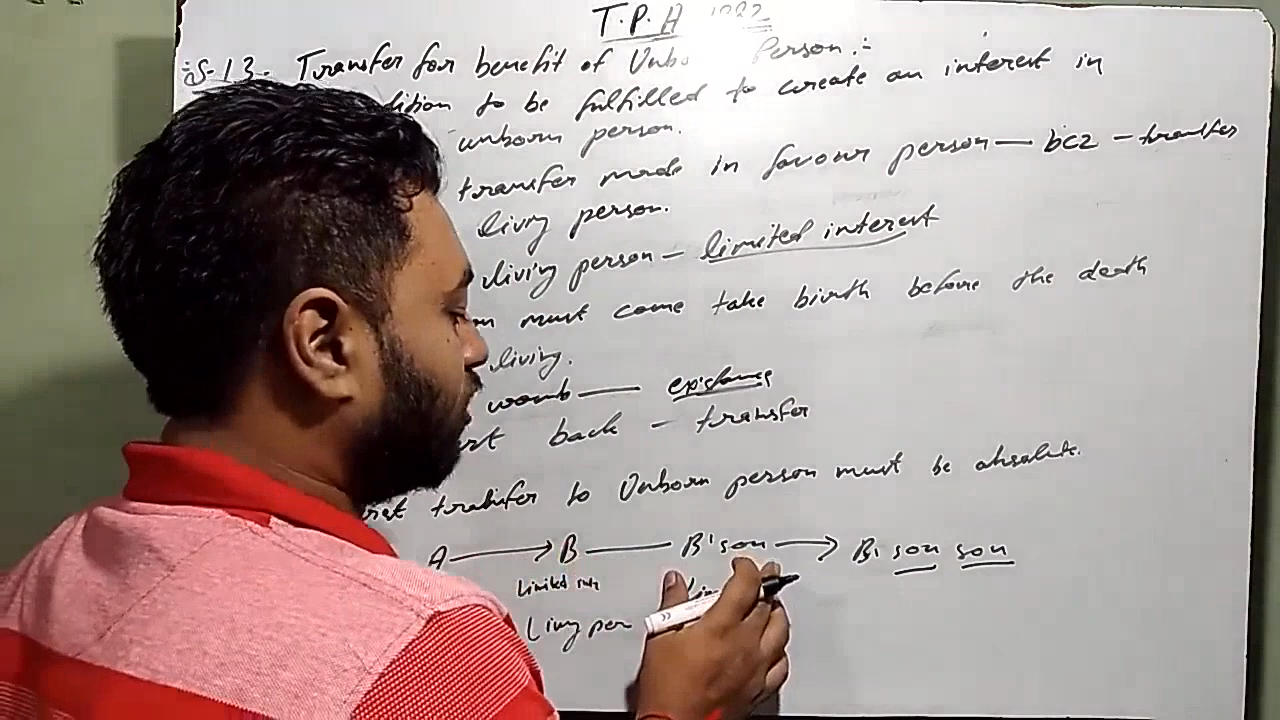 T.P.A 1882
S-13- Transfer for benefit of Unbo Person :-
dition to be fulfilled to create an interest in
unborn person.
transfer made in favour person — bcz - transfer
living person.
living person - limited interest
must come take birth before the death
living.
womb —
back - transfer
transfer to Unborn person must be absolute.
A → B — B' son → B' son son
Limited inte
Living per